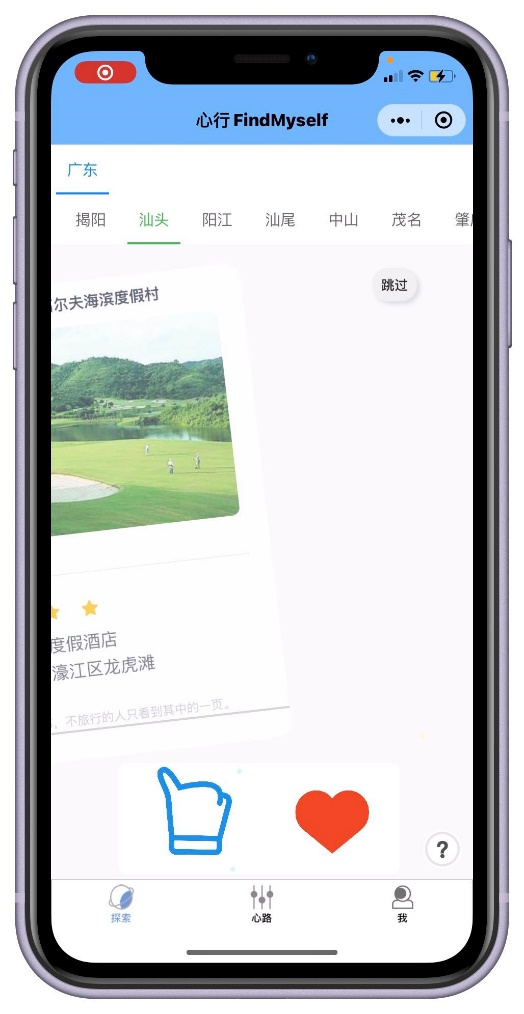 心行 FindMyself
广东
揭阳 汕头 阳江 汕尾 中山 茂名 肇
跳过
尔夫海滨度假村
度假酒店
濠江区龙虎滩
不旅行的人只看到其中的一页。
?
探索 心路 我